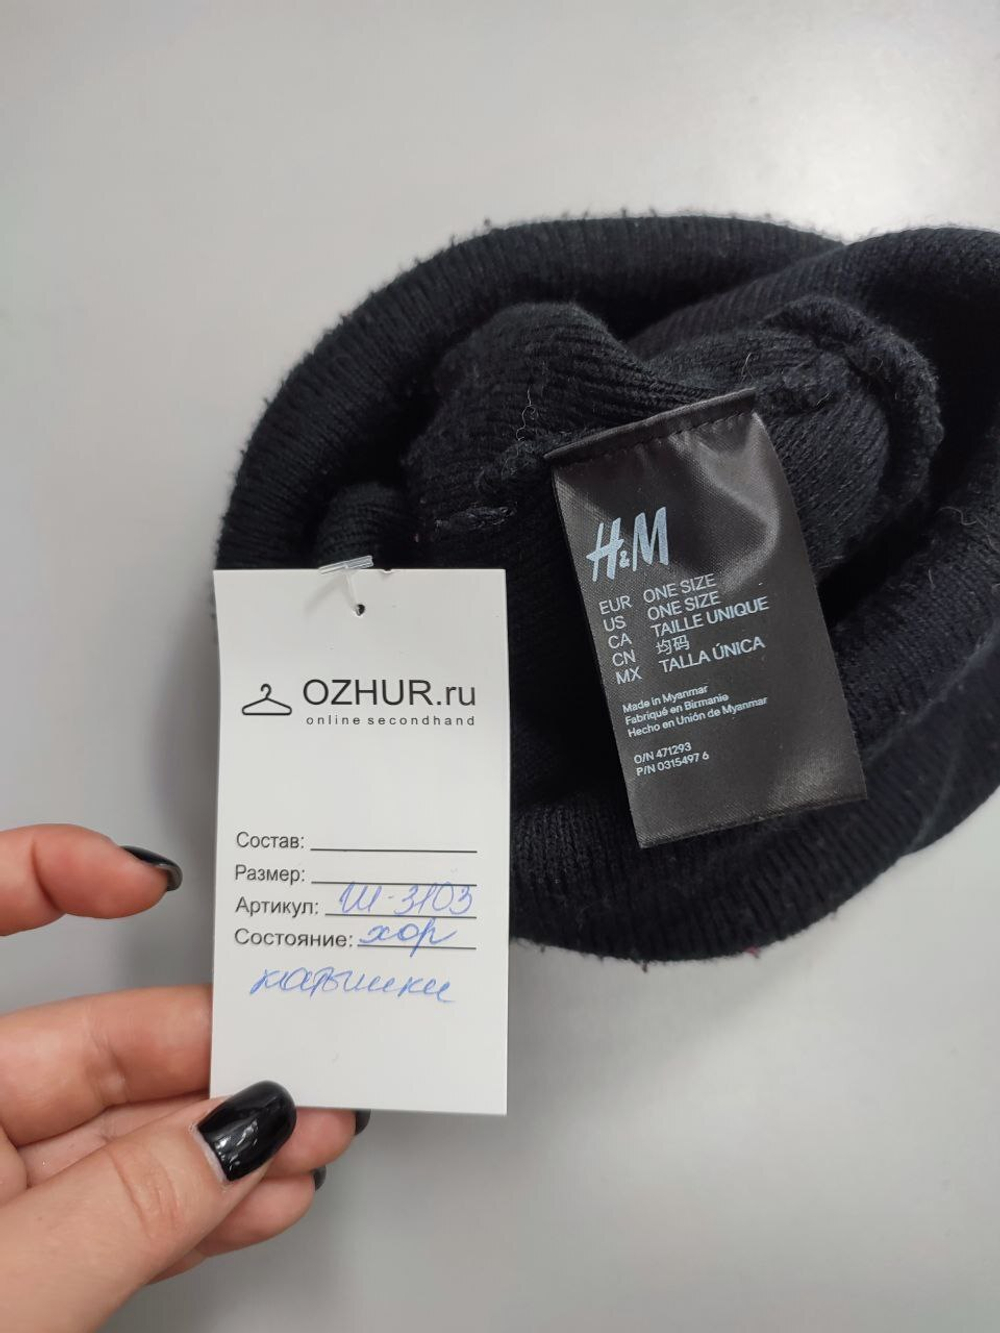 OZHUR.ru
online secondhand
Состав:
Размер:
Артикул: Ш-3103
Состояние: хор
катышки
H&M
EUR ONE SIZE
US ONE SIZE
CA TAILLE UNIQUE
CN 均码
MX TALLA ÚNICA
Made in Myanmar
Fabriqué en Birmanie
Hecho en Unión de Myanmar
O/N 471293
P/N 0315497 6